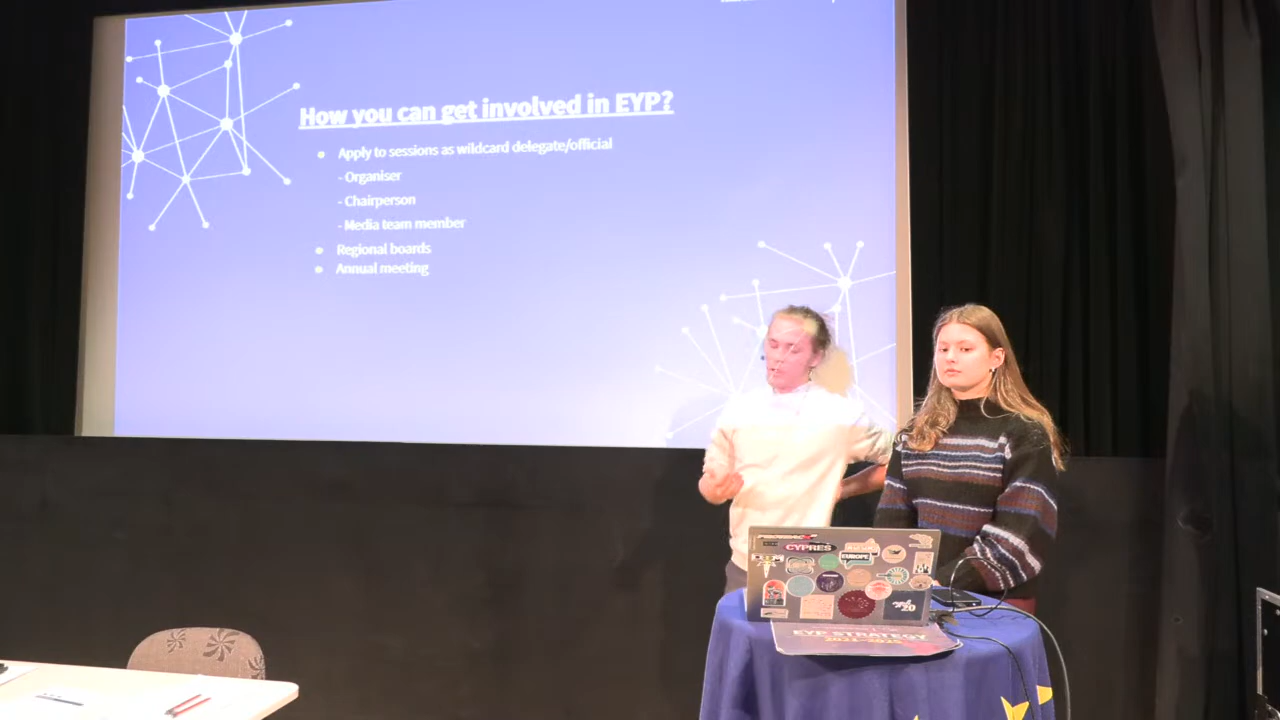 How you can get involved in EYP?
Apply to sessions as wildcard delegate/official
- Organiser
- Chairperson
- Media team member
Regional boards
Annual meeting
CYPRES
EUROPE
EYP STRATEGY